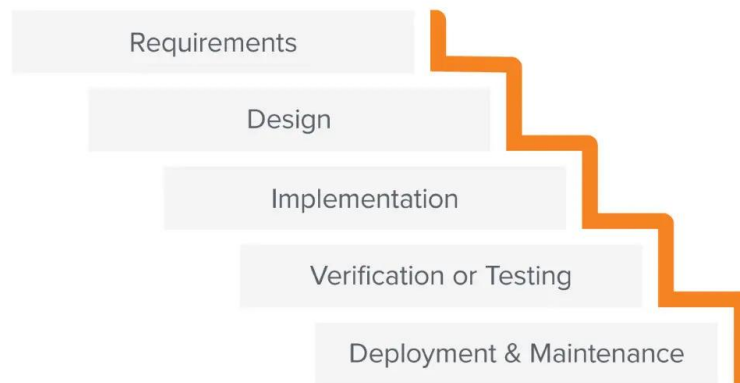 Requirements
Design
Implementation
Verification or Testing
Deployment & Maintenance